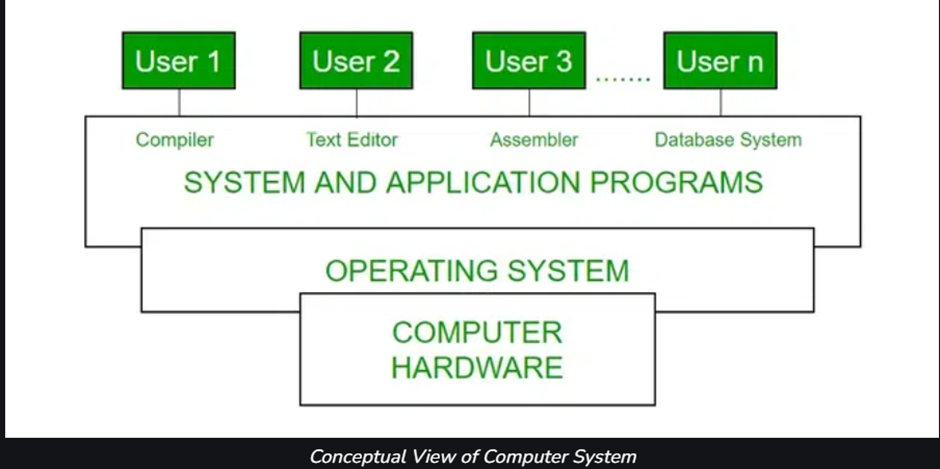 User 1 User 2 User 3 ....... User n
Compiler Text Editor Assembler Database System
SYSTEM AND APPLICATION PROGRAMS
OPERATING SYSTEM
COMPUTER
HARDWARE
Conceptual View of Computer System